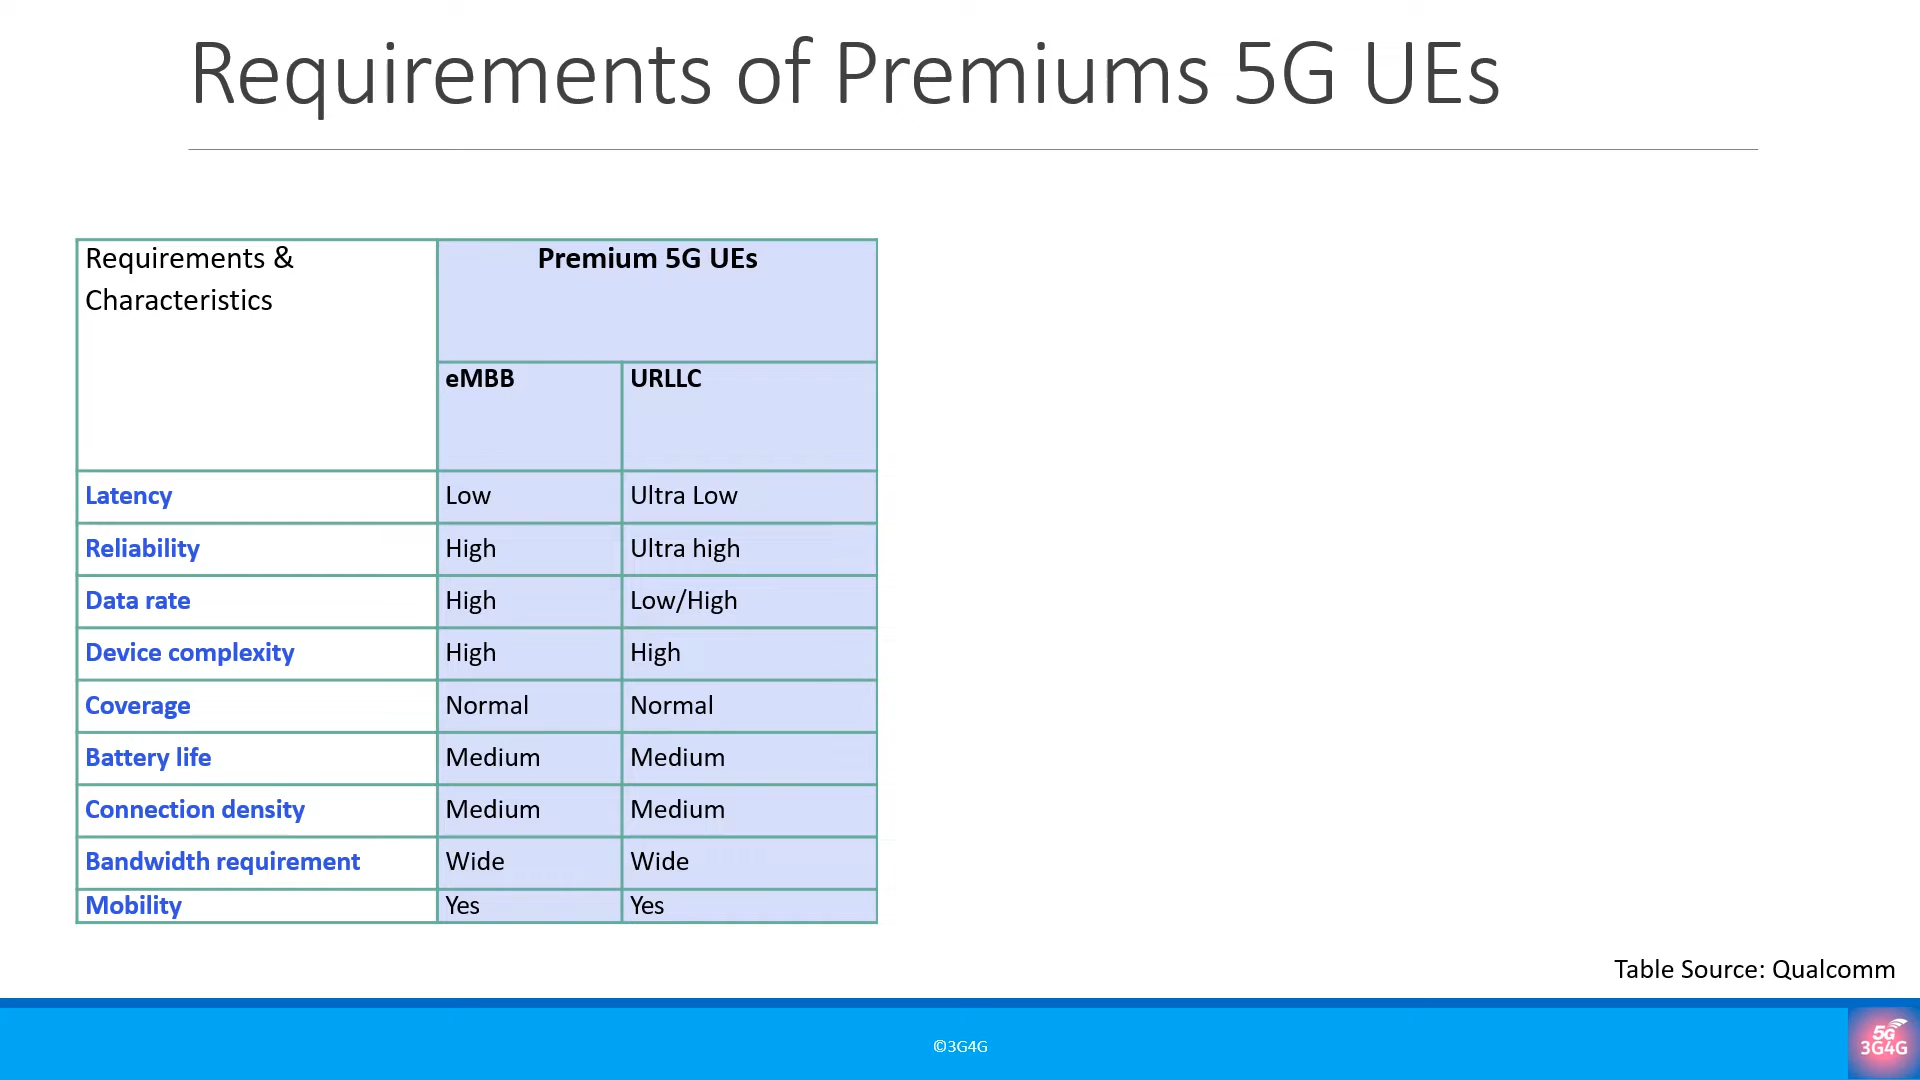 Requirements of Premiums 5G UEs
Requirements &
Characteristics
Premium 5G UEs
eMBB
URLLC
Latency
Low
Ultra Low
Reliability
High
Ultra high
Data rate
High
Low/High
Device complexity
High
High
Coverage
Normal
Normal
Battery life
Medium
Medium
Connection density
Medium
Medium
Bandwidth requirement
Wide
Wide
Mobility
Yes
Yes
Table Source: Qualcomm
©3G4G
5G
3G4G